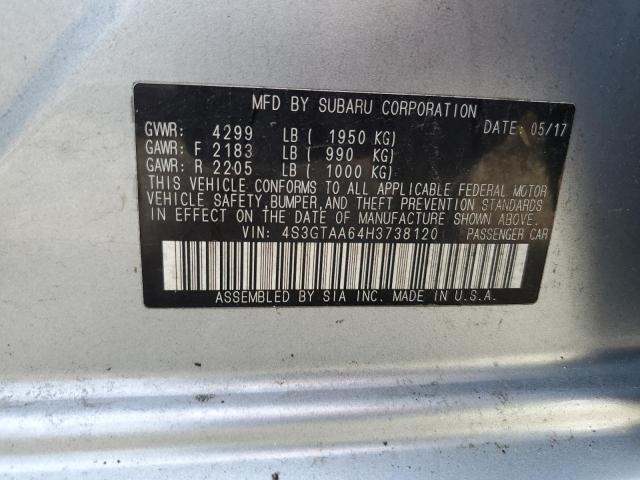 MFD BY SUBARU CORPORATION
GVWR: 4299 LB ( 1950 KG) DATE: 05/17
GAWR: F 2183 LB ( 990 KG)
GAWR: R 2205 LB ( 1000 KG)
THIS VEHICLE CONFORMS TO ALL APPLICABLE FEDERAL MOTOR
VEHICLE SAFETY, BUMPER, AND THEFT PREVENTION STANDARDS
IN EFFECT ON THE DATE OF MANUFACTURE SHOWN ABOVE.
VIN: 4S3GTAA64H3738120 PASSENGER CAR
ASSEMBLED BY SIA INC. MADE IN U.S.A.